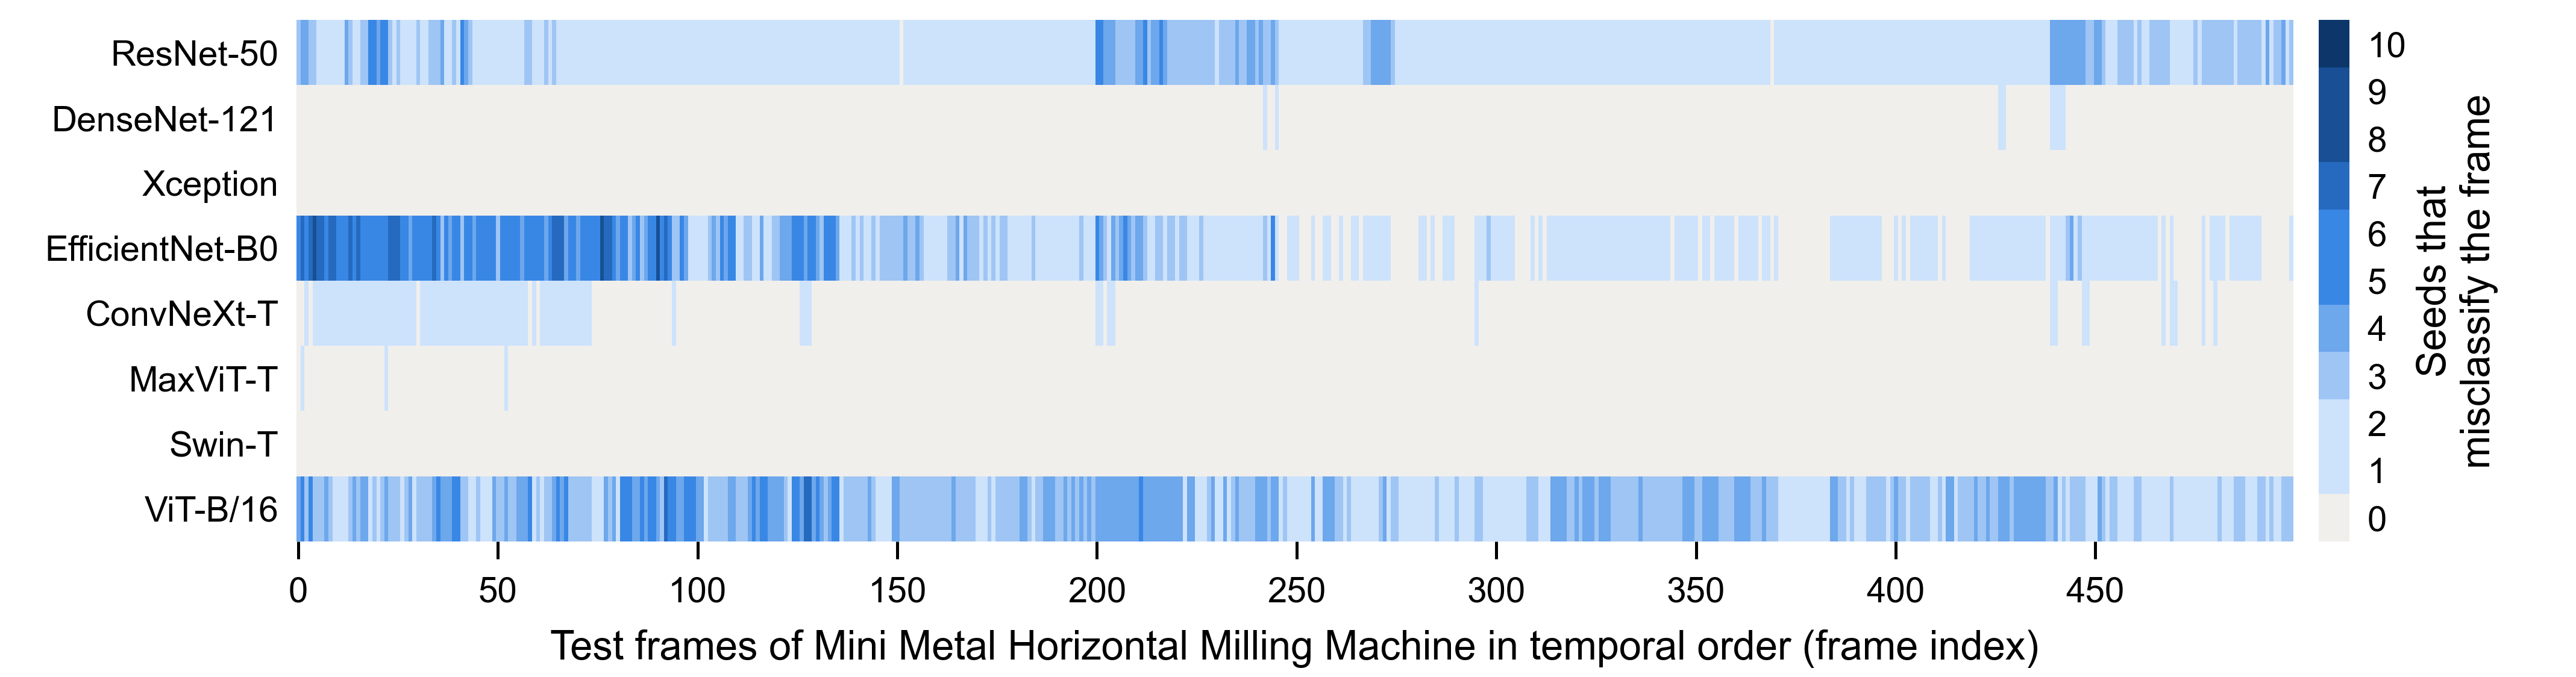 ResNet-50
DenseNet-121
Xception
EfficientNet-B0
ConvNeXt-T
MaxViT-T
Swin-T
ViT-B/16
0 50 100 150 200 250 300 350 400 450
Test frames of Mini Metal Horizontal Milling Machine in temporal order (frame index)
10
9
8
7
6
5
4
3
2
1
0
Seeds that
misclassify the frame